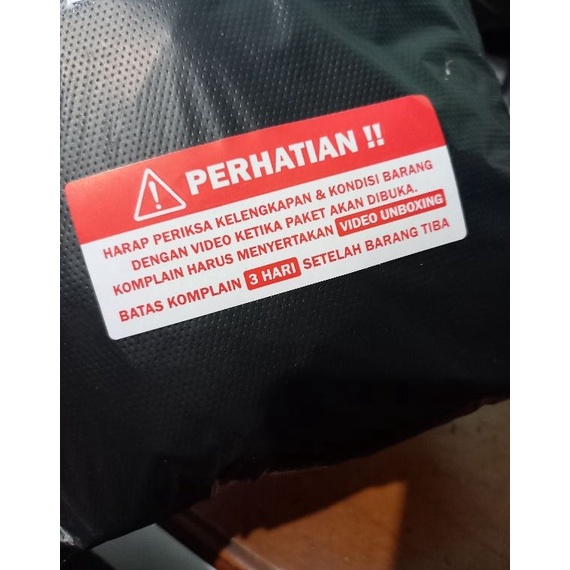 PERHATIAN !!
HARAP PERIKSA KELENGKAPAN & KONDISI BARANG
DENGAN VIDEO KETIKA PAKET AKAN DIBUKA.
KOMPLAIN HARUS MENYERTAKAN VIDEO UNBOXING
BATAS KOMPLAIN 3 HARI SETELAH BARANG TIBA